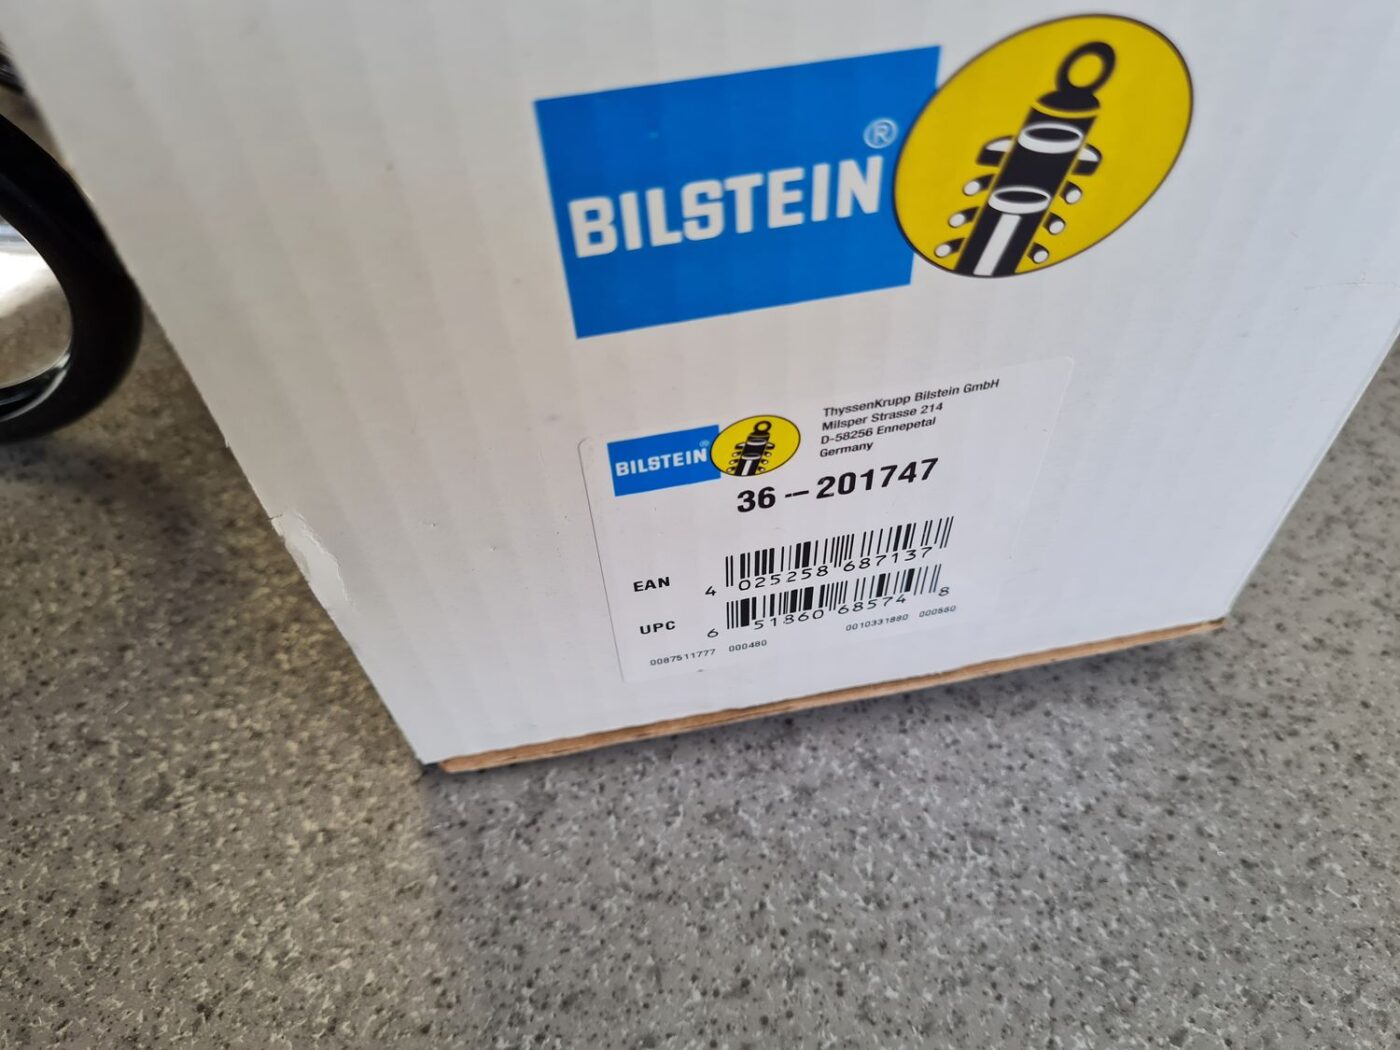 BILSTEIN®
BILSTEIN®
ThyssenKrupp Bilstein GmbH
Milsper Strasse 214
D-58256 Ennepetal
Germany
36-201747
EAN
4 025258 687137
UPC
6 51860 68574 8
0087511777 000480
0010331880 000560